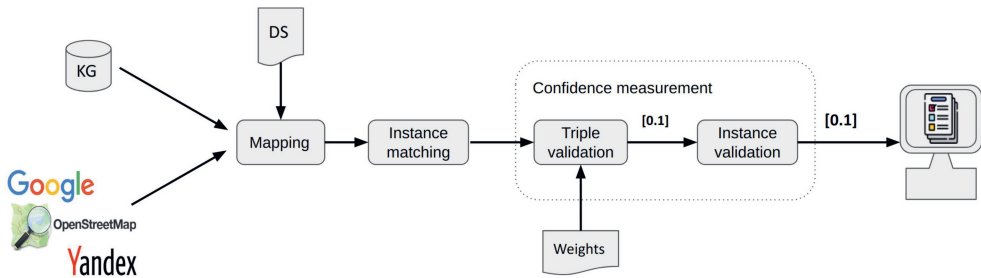 DS
KG
Confidence measurement
Mapping
Instance
matching
Triple
validation
[0.1]
Instance
validation
[0.1]
Google
OpenStreetMap
Yandex
Weights